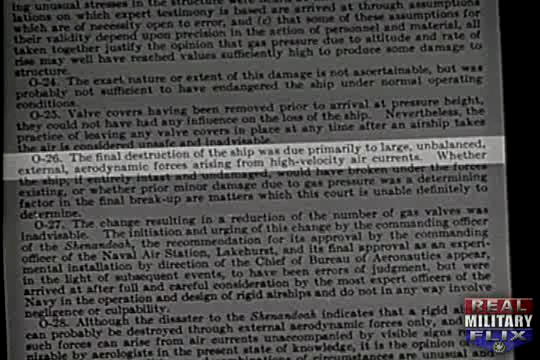 ing unusual stresses in the structure were
lations on which expert testimony is based are arrived at through assumptions
which are of necessity open to error, and (c) that some of these assumptions for
their validity depend upon precision in the action of personnel and material, all
taken together justify the opinion that gas pressure due to altitude and rate of
rise may well have reached values sufficiently high to produce some damage to
structure.
O-24. The exact nature or extent of this damage is not ascertainable, but was
probably not sufficient to have endangered the ship under normal operating
conditions.
O-25. Valve covers having been removed prior to arrival at pressure height,
they could not have had any influence on the loss of the ship. Nevertheless, the
practice of leaving any valve covers in place at any time after an airship takes
the air is considered unsafe and inadvisable.
O-26. The final destruction of the ship was due primarily to large, unbalanced,
external, aerodynamic forces arising from high-velocity air currents. Whether
the ship, if entirely intact and undamaged, would have broken under the forces
existing, or whether prior minor damage due to gas pressure was a determining
factor in the final break-up are matters which this court is unable definitely to
determine.
O-27. The change resulting in a reduction of the number of gas valves was
inadvisable. The initiation and urging of this change by the commanding officer
of the Shenandoah, the recommendation for its approval by the commanding
officer of the Naval Air Station, Lakehurst, and its final approval as an experi-
mental installation by direction of the Chief of Bureau of Aeronautics appear,
in the light of subsequent events, to have been errors of judgment, but were
arrived at after full and careful consideration by the most expert officers of the
Navy in the operation and design of rigid airships and do not in any way involve
negligence or culpability.
O-28. Although the disaster to the Shenandoah indicates that a rigid
can probably be destroyed through external aerodynamic forces only, and
such forces can arise from air currents unaccompanied by visible signs
nizable by aerologists in the present state of knowledge, it is the opinion
circumstances are unusual and
REAL
MILITARY
FLIX